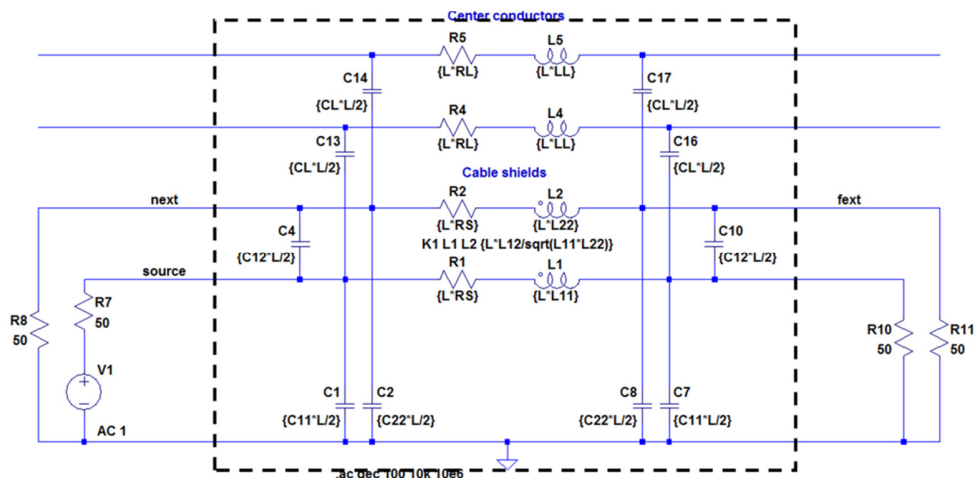 Center conductors
R5
L5
{L*RL}
{L*LL}
C14
{CL*L/2}
C17
{CL*L/2}
R4
L4
{L*RL}
{L*LL}
C13
{CL*L/2}
C16
{CL*L/2}
Cable shields
next
R2
L2
fext
{L*RS}
{L*L22}
C4
{C12*L/2}
K1 L1 L2 {L*L12/sqrt(L11*L22)}
C10
{C12*L/2}
source
R1
L1
{L*RS}
{L*L11}
R7
50
R8
50
R10
50
R11
50
V1
AC 1
C1
{C11*L/2}
C2
{C22*L/2}
C8
{C22*L/2}
C7
{C11*L/2}
.ac dec 100 10k 10e6